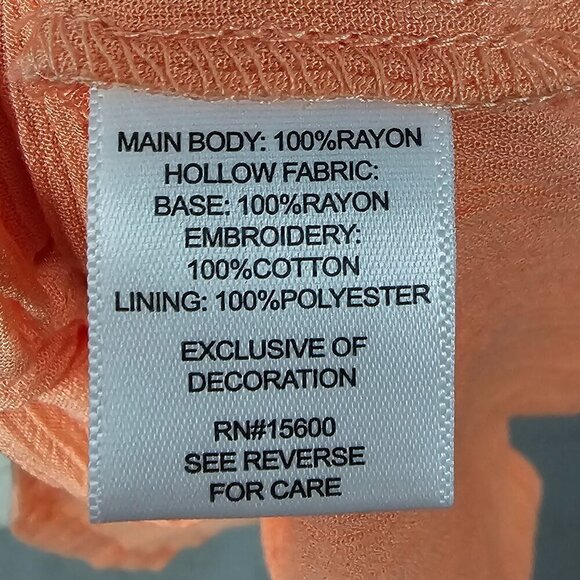 MAIN BODY: 100%RAYON
HOLLOW FABRIC:
BASE: 100%RAYON
EMBROIDERY:
100%COTTON
LINING: 100%POLYESTER
EXCLUSIVE OF
DECORATION
RN#15600
SEE REVERSE
FOR CARE